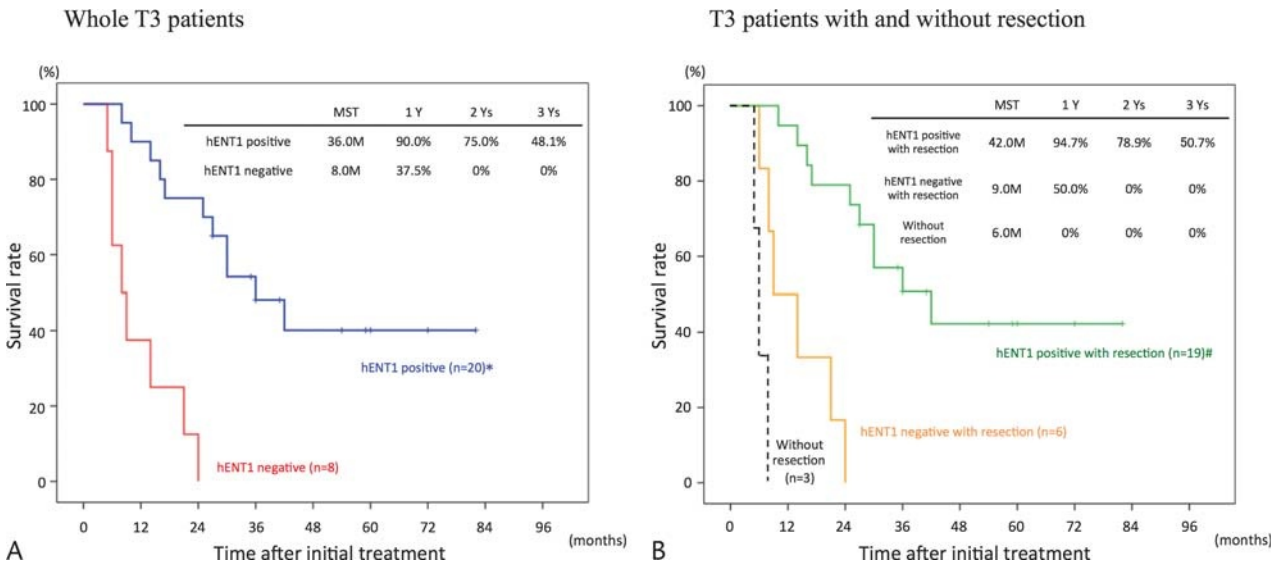 Whole T3 patients
(%)
MST 1 Y 2 Ys 3 Ys
hENT1 positive 36.0M 90.0% 75.0% 48.1%
hENT1 negative 8.0M 37.5% 0% 0%
100
80
60
40
20
0
Survival rate
hENT1 positive (n=20)*
hENT1 negative (n=8)
0 12 24 36 48 60 72 84 96
Time after initial treatment
(months)
A
T3 patients with and without resection
(%)
MST 1 Y 2 Ys 3 Ys
hENT1 positive
with resection
42.0M 94.7% 78.9% 50.7%
hENT1 negative
with resection
9.0M 50.0% 0% 0%
Without
resection
6.0M 0% 0% 0%
100
80
60
40
20
0
Survival rate
hENT1 positive with resection (n=19)#
hENT1 negative with resection (n=6)
Without
resection
(n=3)
0 12 24 36 48 60 72 84 96
Time after initial treatment
(months)
B